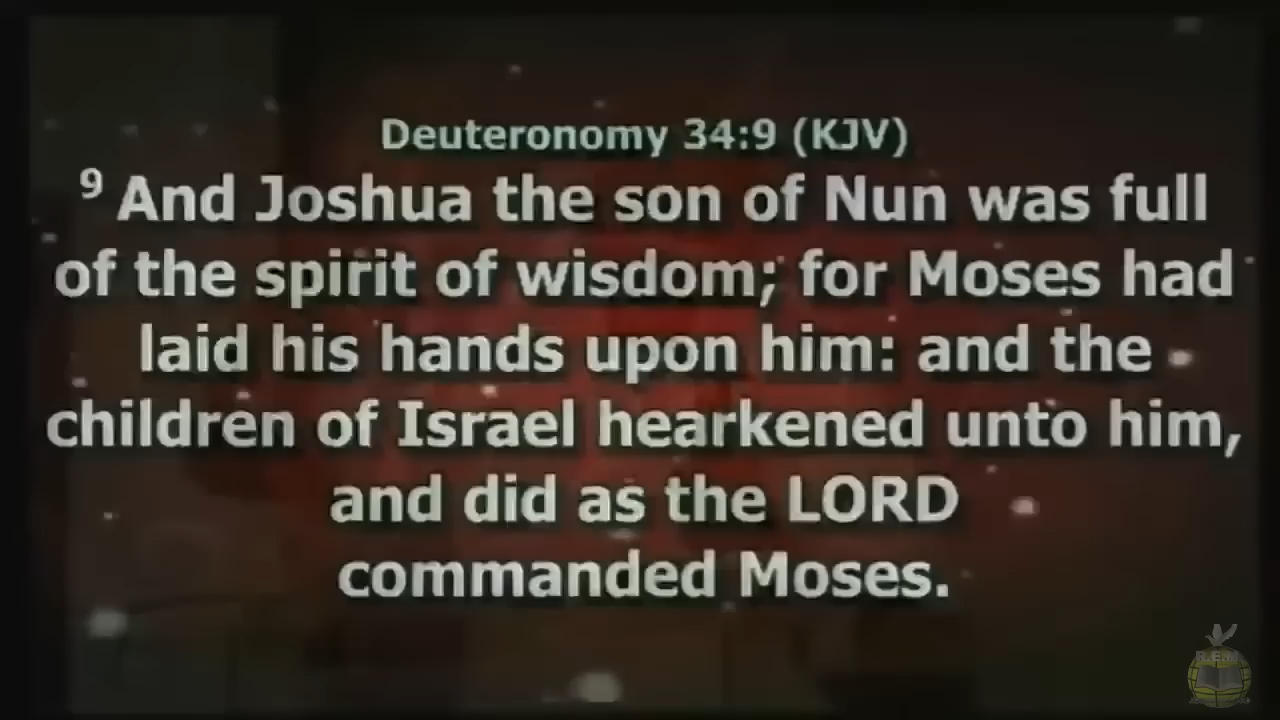 Deuteronomy 34:9 (KJV)
9 And Joshua the son of Nun was full
of the spirit of wisdom; for Moses had
laid his hands upon him: and the
children of Israel hearkened unto him,
and did as the LORD
commanded Moses.
R.E.M